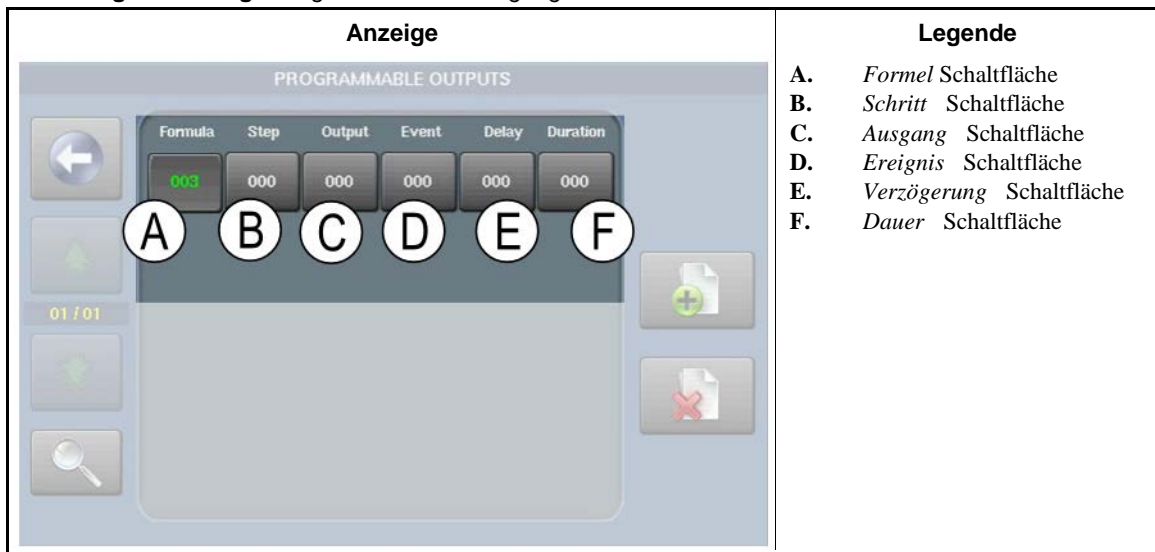 Anzeige
Legende
PROGRAMMABLE OUTPUTS
Formula Step Output Event Delay Duration
003 000 000 000 000 000
A B C D E F
01 / 01
A. Formel Schaltfläche
B. Schritt Schaltfläche
C. Ausgang Schaltfläche
D. Ereignis Schaltfläche
E. Verzögerung Schaltfläche
F. Dauer Schaltfläche